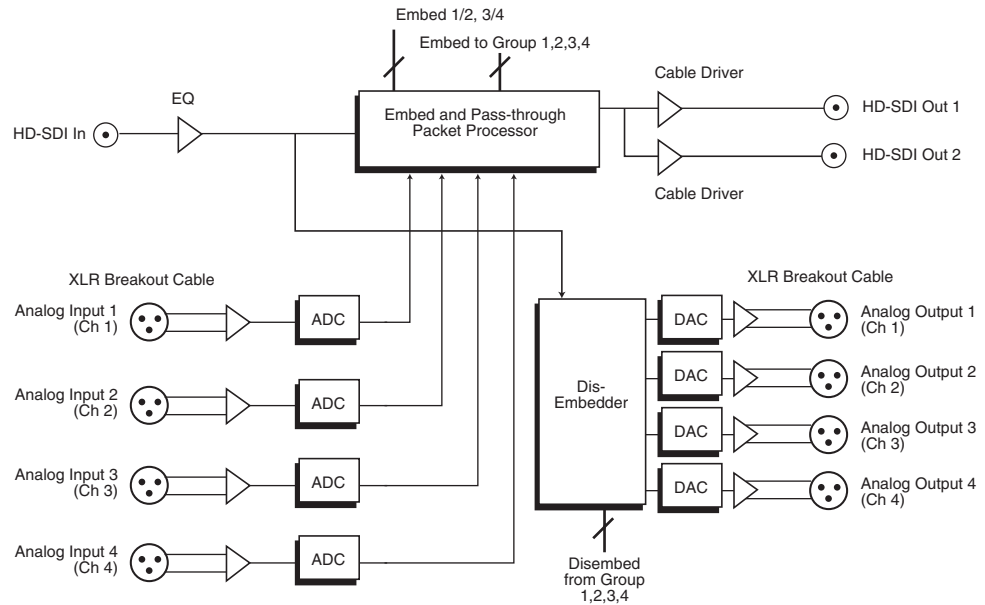 Embed 1/2, 3/4
Embed to Group 1,2,3,4
Cable Driver
EQ
Embed and Pass-through
Packet Processor
HD-SDI In
HD-SDI Out 1
HD-SDI Out 2
Cable Driver
XLR Breakout Cable
XLR Breakout Cable
Analog Input 1
(Ch 1)
ADC
DAC
Analog Output 1
(Ch 1)
Analog Input 2
(Ch 2)
ADC
Dis-
Embedder
DAC
Analog Output 2
(Ch 2)
DAC
Analog Output 3
(Ch 3)
Analog Input 3
(Ch 3)
ADC
DAC
Analog Output 4
(Ch 4)
Analog Input 4
(Ch 4)
ADC
Disembed
from Group
1,2,3,4